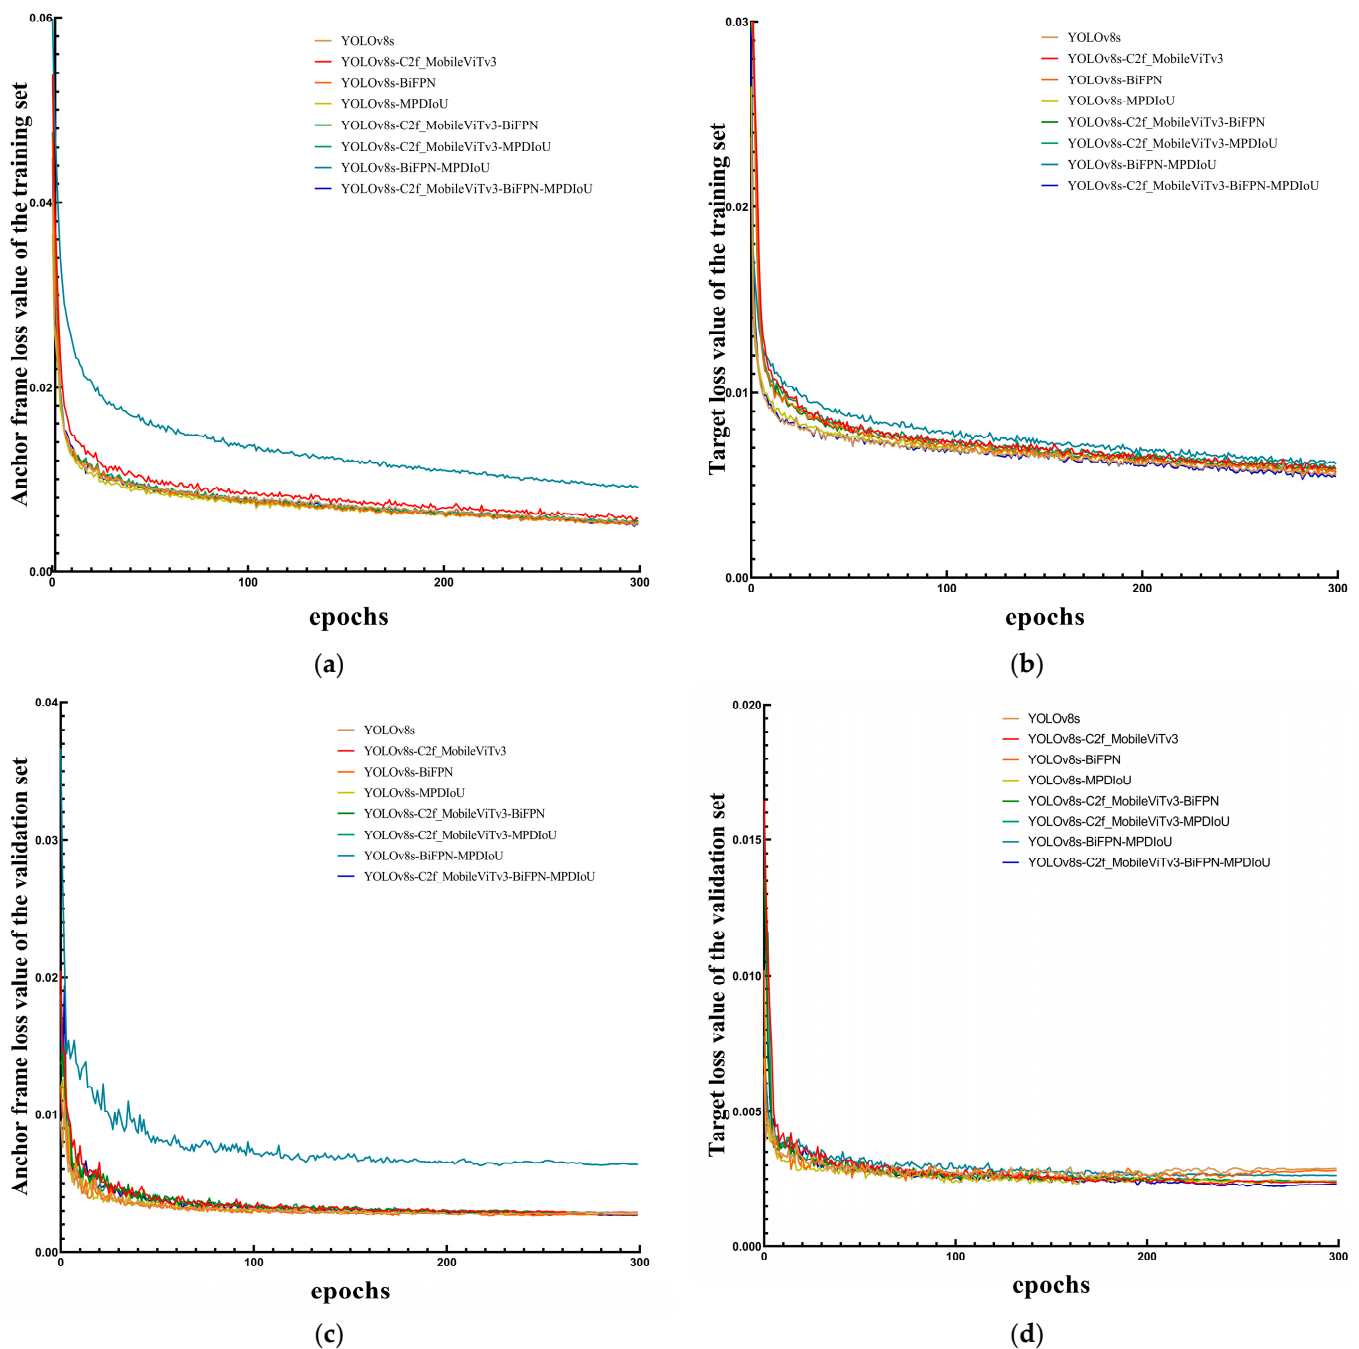 Anchor frame loss value of the training set
0.06
0.04
0.02
0.00
YOLOv8s
YOLOv8s-C2f_MobileViTv3
YOLOv8s-BiFPN
YOLOv8s-MPDIoU
YOLOv8s-C2f_MobileViTv3-BiFPN
YOLOv8s-C2f_MobileViTv3-MPDIoU
YOLOv8s-BiFPN-MPDIoU
YOLOv8s-C2f_MobileViTv3-BiFPN-MPDIoU
0 100 200 300
epochs
(a)
Target loss value of the training set
0.03
0.02
0.01
0.00
YOLOv8s
YOLOv8s-C2f_MobileViTv3
YOLOv8s-BiFPN
YOLOv8s-MPDIoU
YOLOv8s-C2f_MobileViTv3-BiFPN
YOLOv8s-C2f_MobileViTv3-MPDIoU
YOLOv8s-BiFPN-MPDIoU
YOLOv8s-C2f_MobileViTv3-BiFPN-MPDIoU
0 100 200 300
epochs
(b)
Anchor frame loss value of the validation set
0.04
0.03
0.02
0.01
0.00
YOLOv8s
YOLOv8s-C2f_MobileViTv3
YOLOv8s-BiFPN
YOLOv8s-MPDIoU
YOLOv8s-C2f_MobileViTv3-BiFPN
YOLOv8s-C2f_MobileViTv3-MPDIoU
YOLOv8s-BiFPN-MPDIoU
YOLOv8s-C2f_MobileViTv3-BiFPN-MPDIoU
0 100 200 300
epochs
(c)
Target loss value of the validation set
0.020
0.015
0.010
0.005
0.000
YOLOv8s
YOLOv8s-C2f_MobileViTv3
YOLOv8s-BiFPN
YOLOv8s-MPDIoU
YOLOv8s-C2f_MobileViTv3-BiFPN
YOLOv8s-C2f_MobileViTv3-MPDIoU
YOLOv8s-BiFPN-MPDIoU
YOLOv8s-C2f_MobileViTv3-BiFPN-MPDIoU
0 100 200 300
epochs
(d)